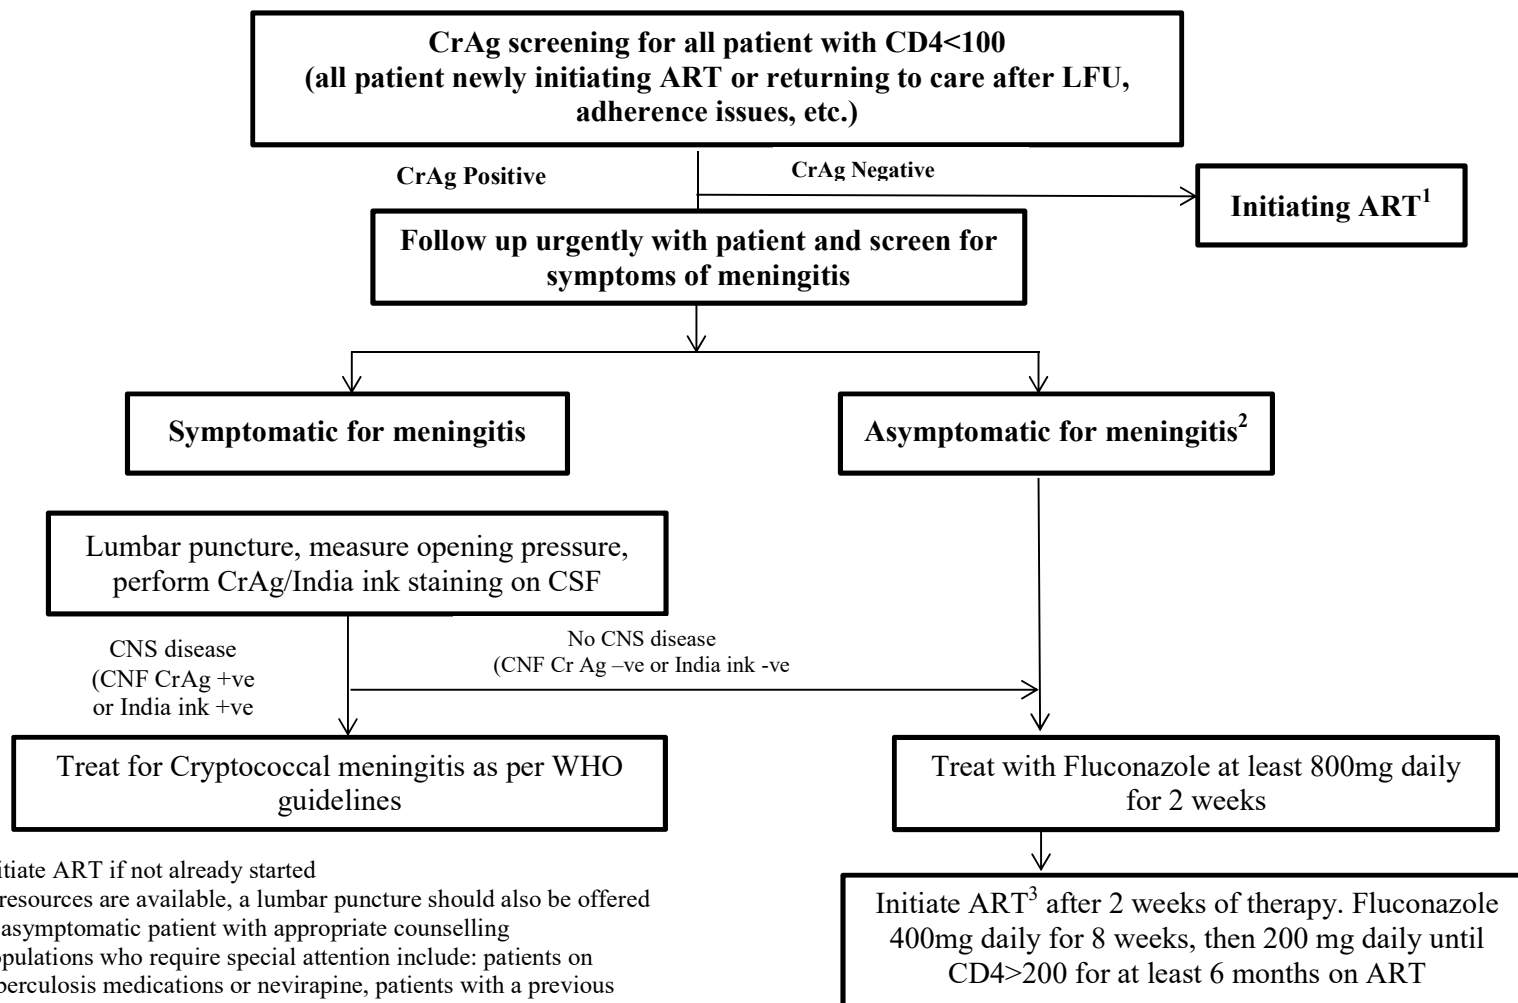 CrAg screening for all patient with CD4<100
(all patient newly initiating ART or returning to care after LFU,
adherence issues, etc.)
CrAg Positive
CrAg Negative
Initiating ART¹
Follow up urgently with patient and screen for
symptoms of meningitis
Symptomatic for meningitis
Asymptomatic for meningitis²
Lumbar puncture, measure opening pressure,
perform CrAg/India ink staining on CSF
CNS disease
(CNF CrAg +ve
or India ink +ve
No CNS disease
(CNF Cr Ag –ve or India ink -ve
Treat for Cryptococcal meningitis as per WHO
guidelines
Treat with Fluconazole at least 800mg daily
for 2 weeks
Initiate ART³ after 2 weeks of therapy. Fluconazole
400mg daily for 8 weeks, then 200 mg daily until
CD4>200 for at least 6 months on ART
ART if not already started
resources are available, a lumbar puncture should also be offered
asymptomatic patient with appropriate counselling
who require special attention include: patients on
medications or nevirapine, patients with a previous